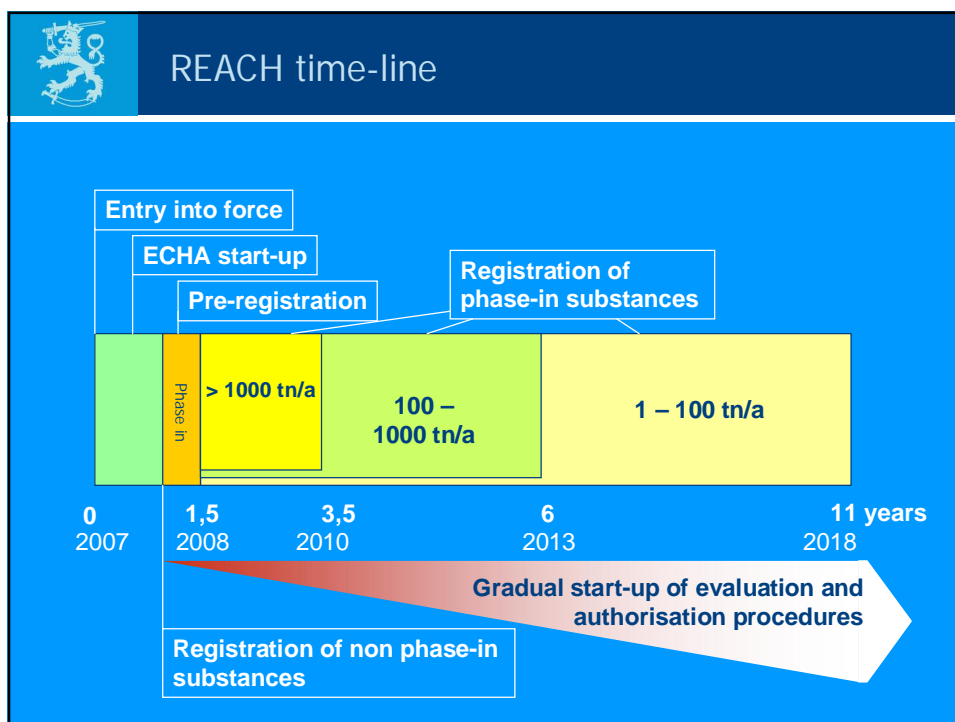 REACH time-line
Entry into force
ECHA start-up
Pre-registration
Registration of
phase-in substances
Phase in
> 1000 tn/a
100 –
1000 tn/a
1 – 100 tn/a
0 1,5 3,5 6 11 years
2007 2008 2010 2013 2018
Gradual start-up of evaluation and
authorisation procedures
Registration of non phase-in
substances